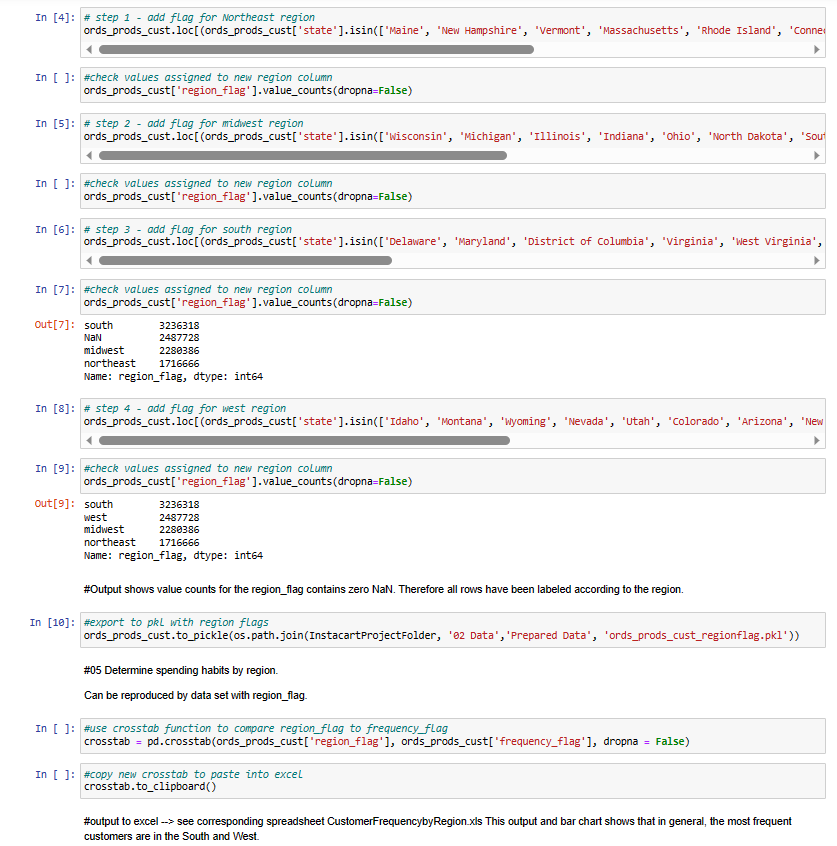 In [4]: # step 1 - add flag for Northeast region
ords_prods_cust.loc[(ords_prods_cust['state'].isin(['Maine', 'New Hampshire', 'Vermont', 'Massachusetts', 'Rhode Island', 'Connec
In [ ]: #check values assigned to new region column
ords_prods_cust['region_flag'].value_counts(dropna=False)
In [5]: # step 2 - add flag for midwest region
ords_prods_cust.loc[(ords_prods_cust['state'].isin(['Wisconsin', 'Michigan', 'Illinois', 'Indiana', 'Ohio', 'North Dakota', 'Sout
In [ ]: #check values assigned to new region column
ords_prods_cust['region_flag'].value_counts(dropna=False)
In [6]: # step 3 - add flag for south region
ords_prods_cust.loc[(ords_prods_cust['state'].isin(['Delaware', 'Maryland', 'District of Columbia', 'Virginia', 'West Virginia',
In [7]: #check values assigned to new region column
ords_prods_cust['region_flag'].value_counts(dropna=False)
Out[7]: south 3236318
NaN 2487728
midwest 2280386
northeast 1716666
Name: region_flag, dtype: int64
In [8]: # step 4 - add flag for west region
ords_prods_cust.loc[(ords_prods_cust['state'].isin(['Idaho', 'Montana', 'Wyoming', 'Nevada', 'Utah', 'Colorado', 'Arizona', 'New
In [9]: #check values assigned to new region column
ords_prods_cust['region_flag'].value_counts(dropna=False)
Out[9]: south 3236318
west 2487728
midwest 2280386
northeast 1716666
Name: region_flag, dtype: int64
#Output shows value counts for the region_flag contains zero NaN. Therefore all rows have been labeled according to the region.
In [10]: #export to pkl with region flags
ords_prods_cust.to_pickle(os.path.join(InstacartProjectFolder, '02 Data','Prepared Data', 'ords_prods_cust_regionflag.pkl'))
#05 Determine spending habits by region.
Can be reproduced by data set with region_flag.
In [ ]: #use crosstab function to compare region_flag to frequency_flag
crosstab = pd.crosstab(ords_prods_cust['region_flag'], ords_prods_cust['frequency_flag'], dropna = False)
In [ ]: #copy new crosstab to paste into excel
crosstab.to_clipboard()
#output to excel --> see corresponding spreadsheet CustomerFrequencybyRegion.xls This output and bar chart shows that in general, the most frequent
customers are in the South and West.